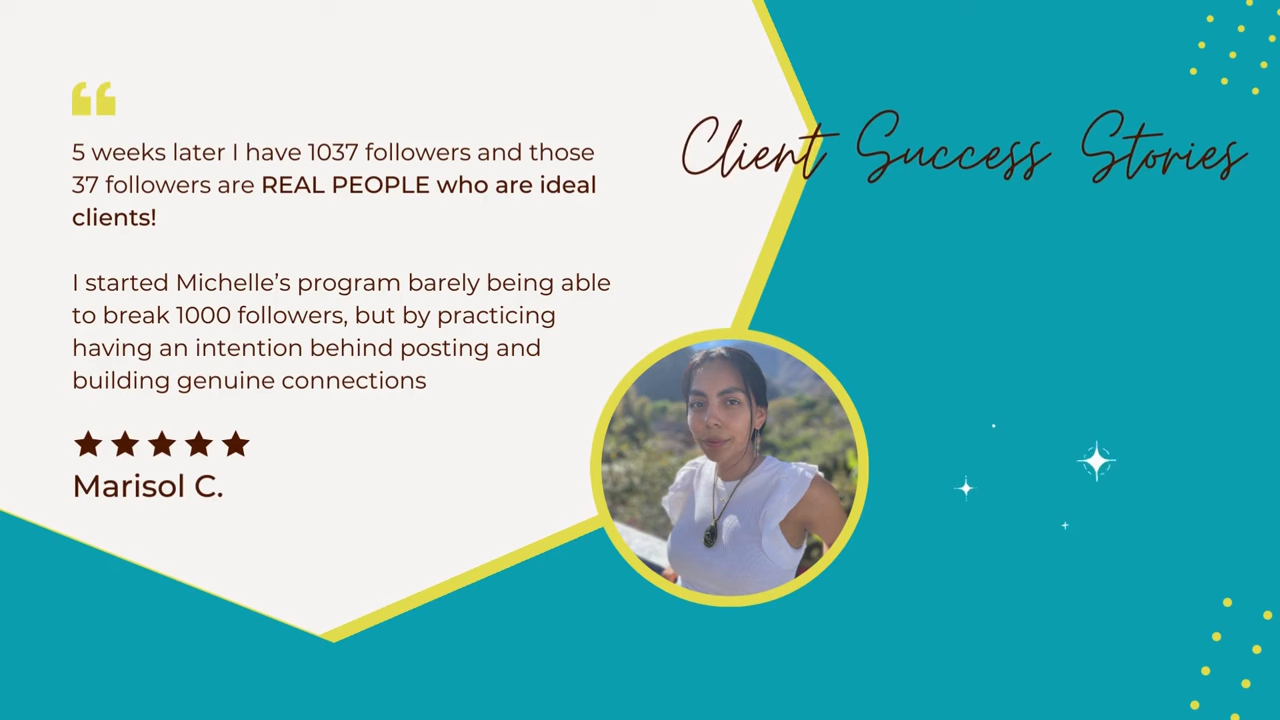 Client Success Stories
5 weeks later I have 1037 followers and those
37 followers are REAL PEOPLE who are ideal
clients!
I started Michelle’s program barely being able
to break 1000 followers, but by practicing
having an intention behind posting and
building genuine connections
Marisol C.